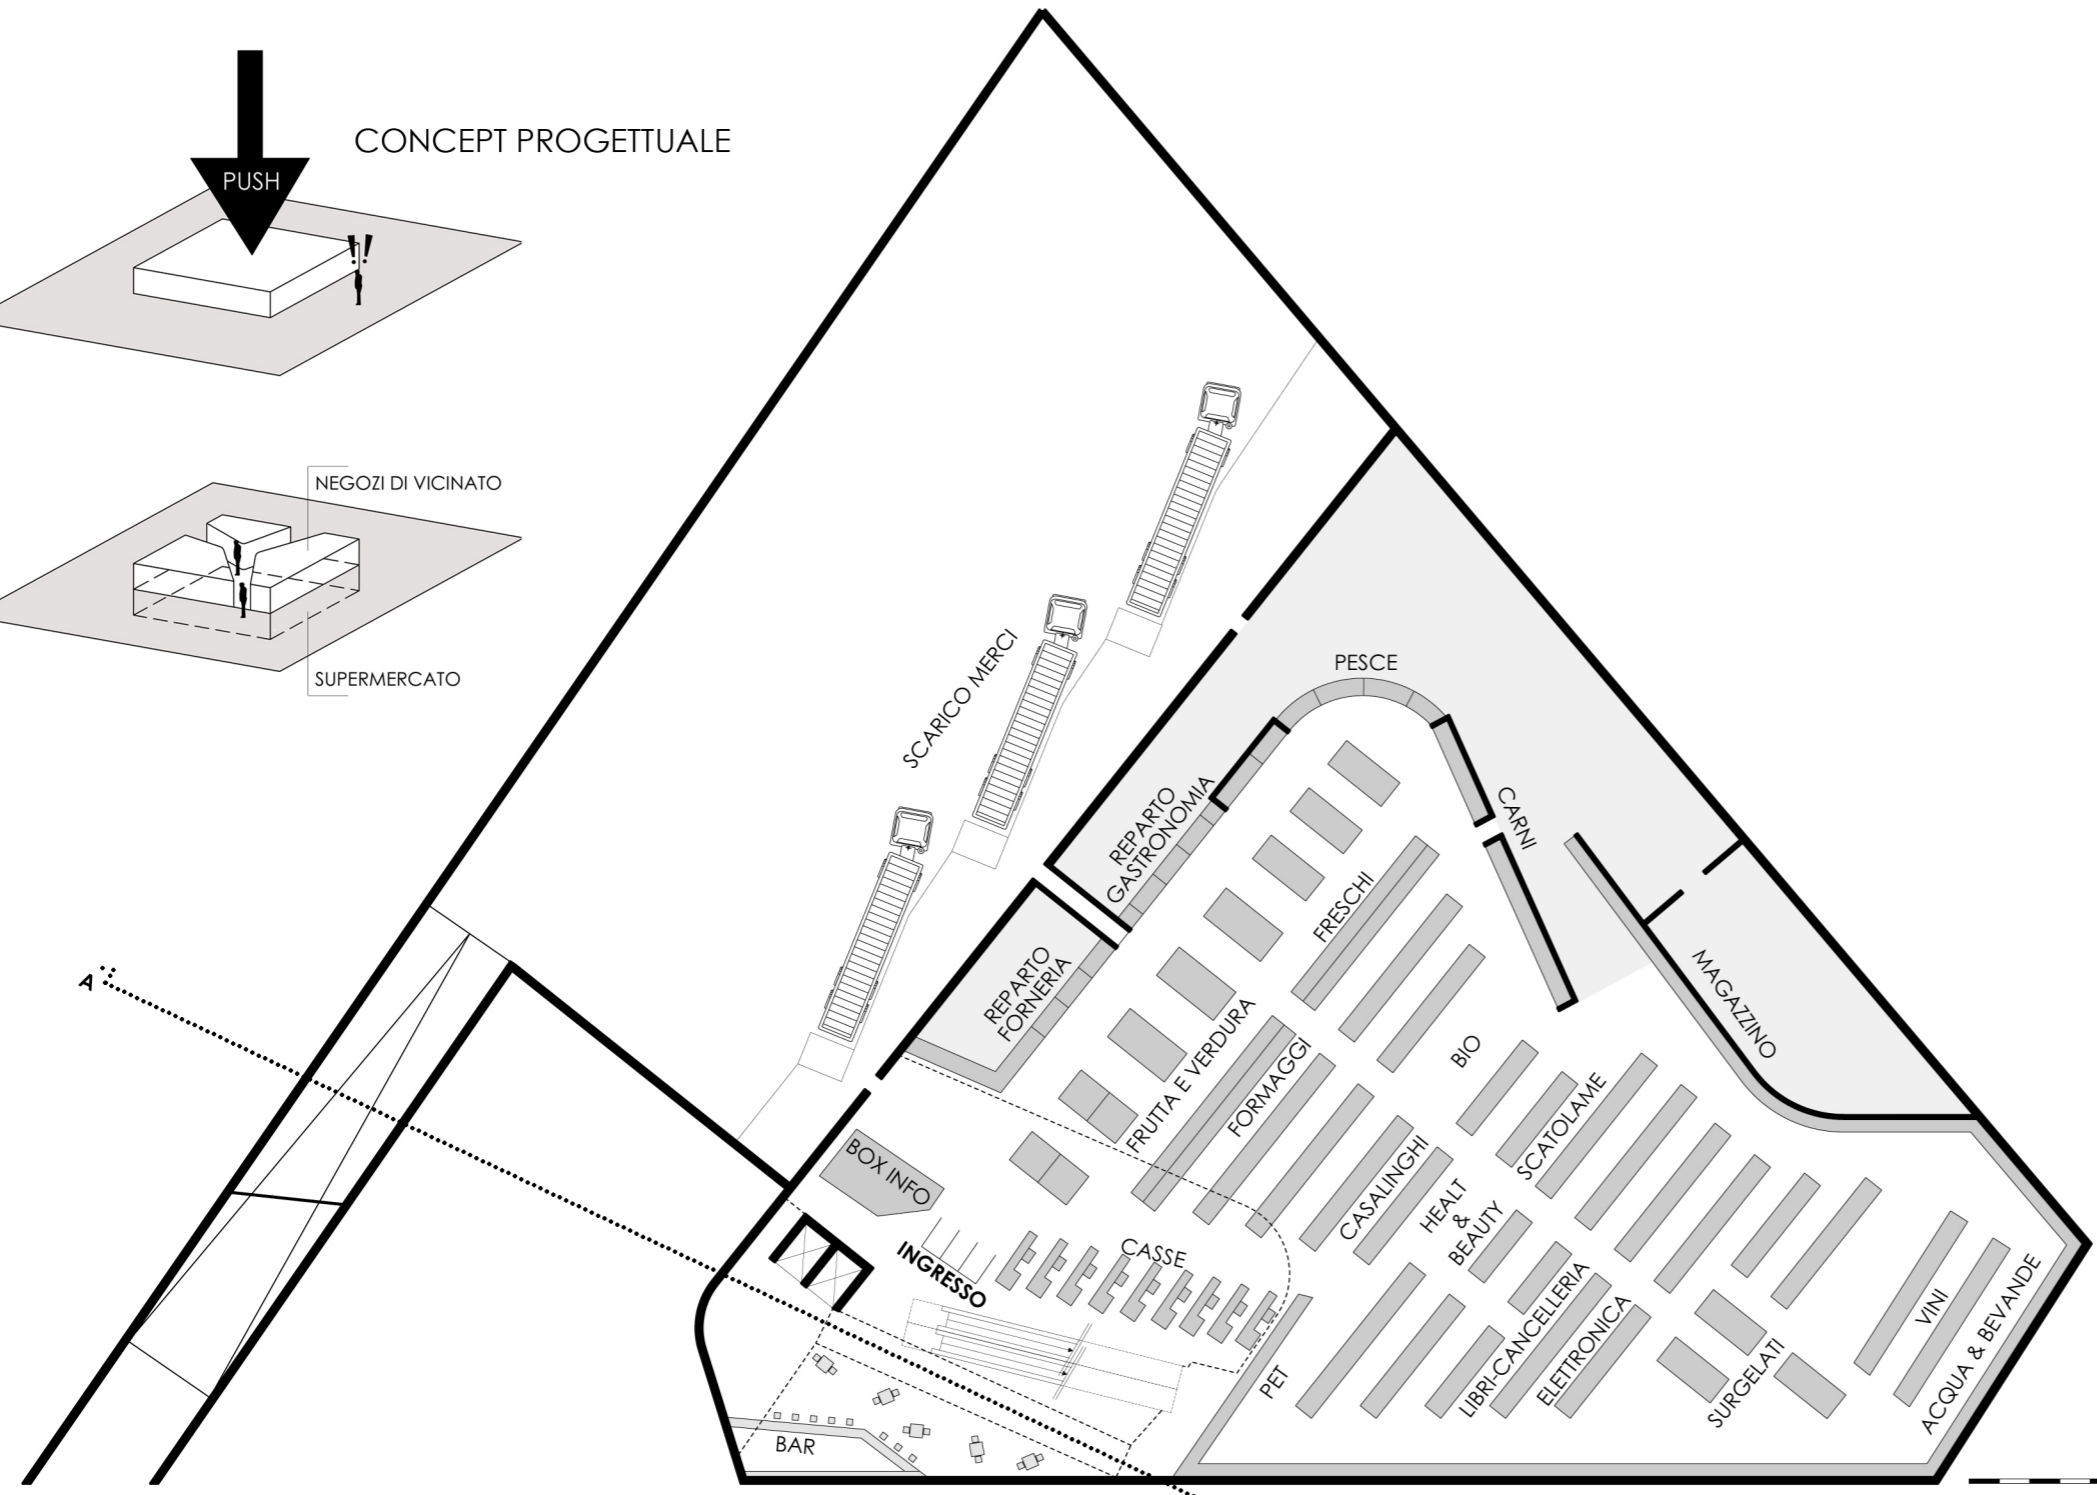 CONCEPT PROGETTUALE
PUSH
!!
NEGOZI DI VICINATO
SUPERMERCATO
SCARICO MERCI
PESCE
REPARTO
GASTRONOMIA
CARNI
FRESCHI
REPARTO
FORNERIA
MAGAZZINO
A
FRUTTA E VERDURA
FORMAGGI
BIO
SCATOLAME
BOX INFO
CASALINGHI
HEALT
&
BEAUTY
INGRESSO
CASSE
LIBRI-CANCELLERIA
ELETTRONICA
VINI
ACQUA & BEVANDE
PET
SURGELATI
BAR